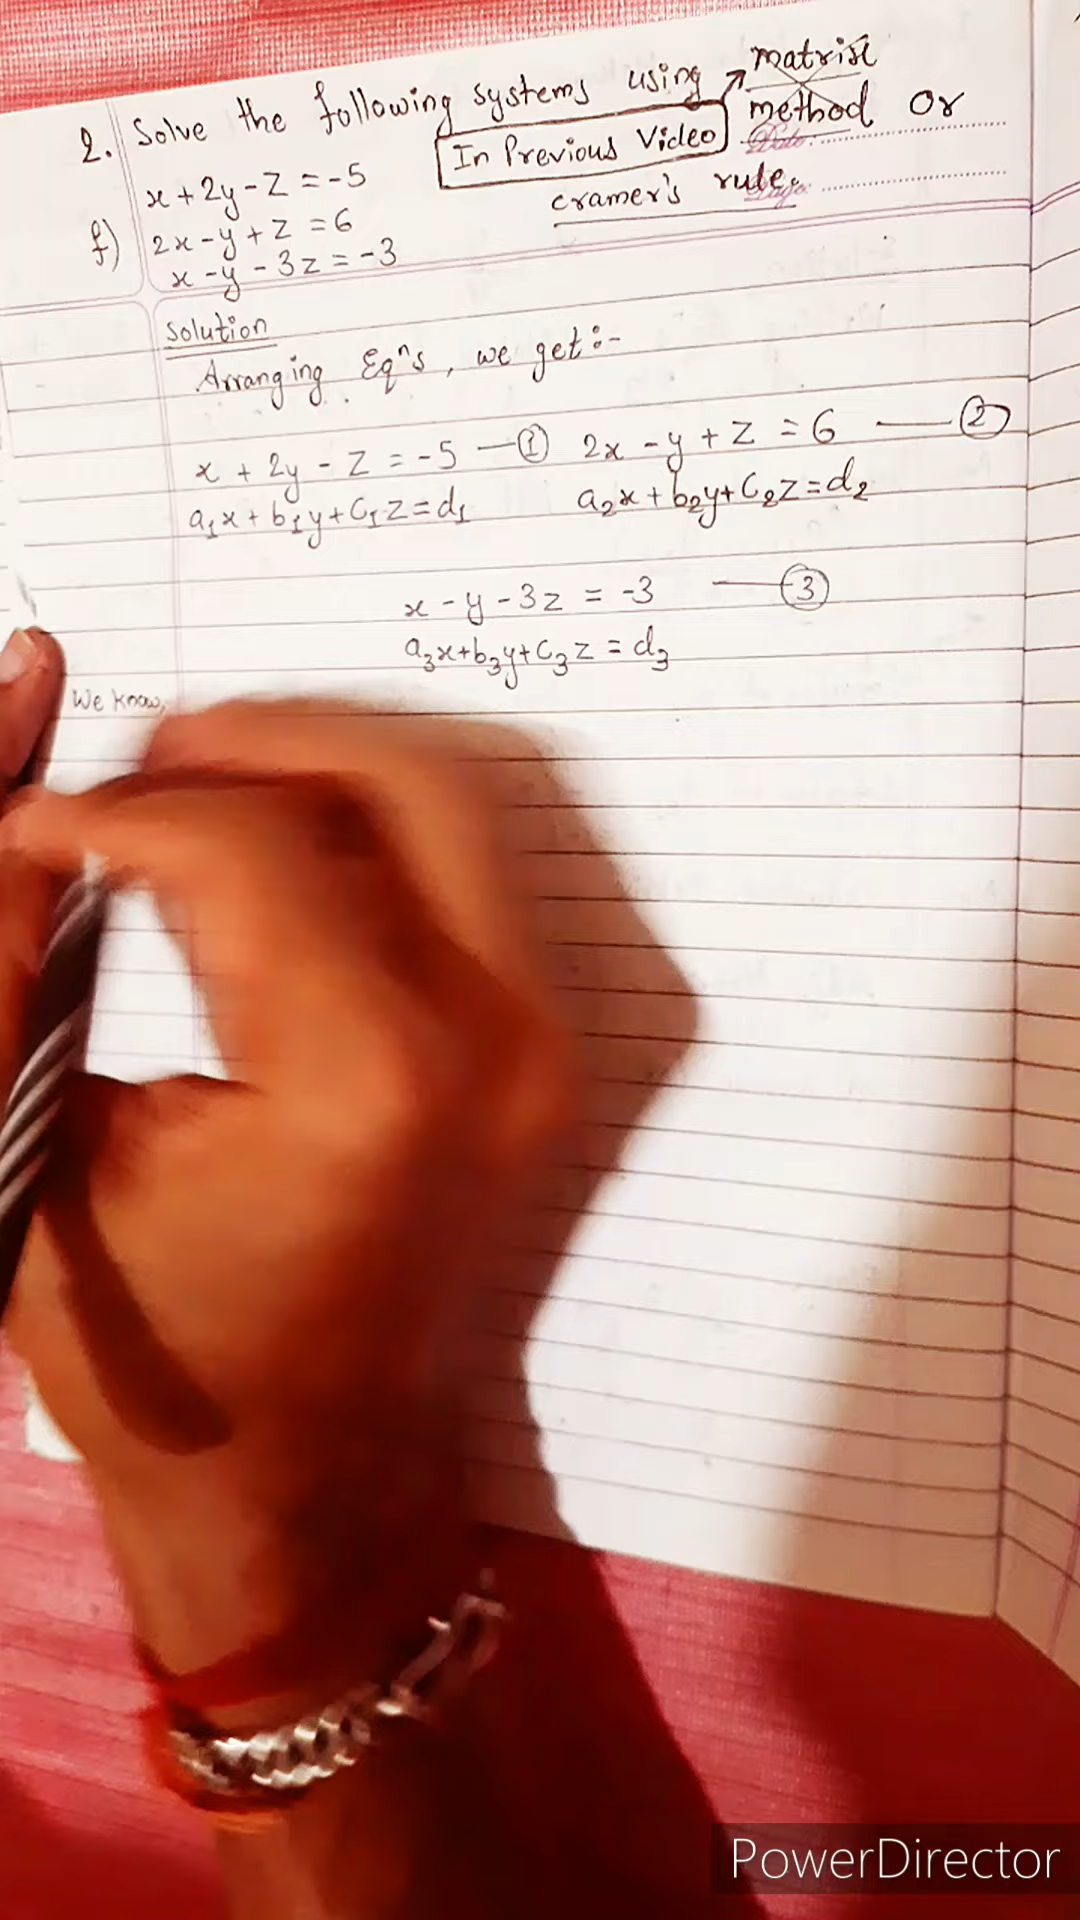 2. Solve the following systems using ↗ matrix
In Previous Video method or
cramer's rule.
x + 2y - z = -5
f) 2x - y + z = 6
x - y - 3z = -3
Solution
Arranging Eqⁿs, we get:-
x + 2y - z = -5 —① 2x - y + z = 6 —②
a₁x + b₁y + c₁z = d₁ a₂x + b₂y + c₂z = d₂
x - y - 3z = -3 —③
a₃x + b₃y + c₃z = d₃
We know,
PowerDirector